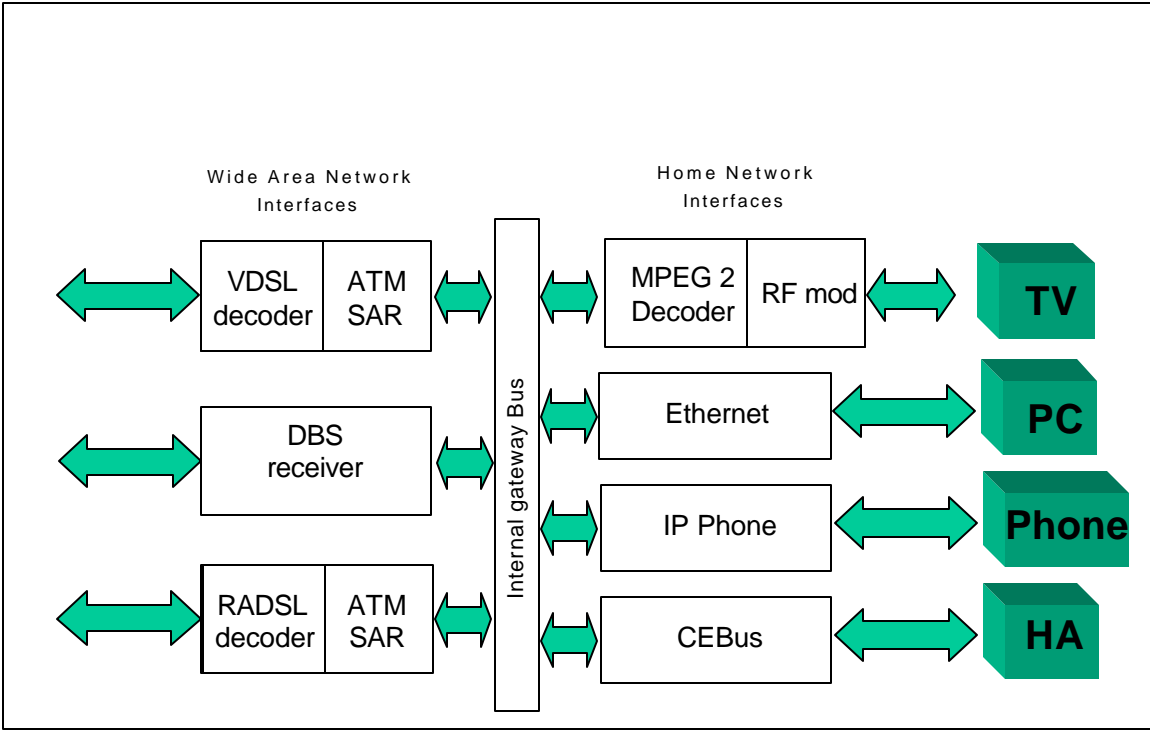 Wide Area Network
Interfaces
Home Network
Interfaces
VDSL
decoder
ATM
SAR
MPEG 2
Decoder
RF mod
TV
Internal gateway Bus
Ethernet
PC
DBS
receiver
IP Phone
Phone
RADSL
decoder
ATM
SAR
CEBus
HA